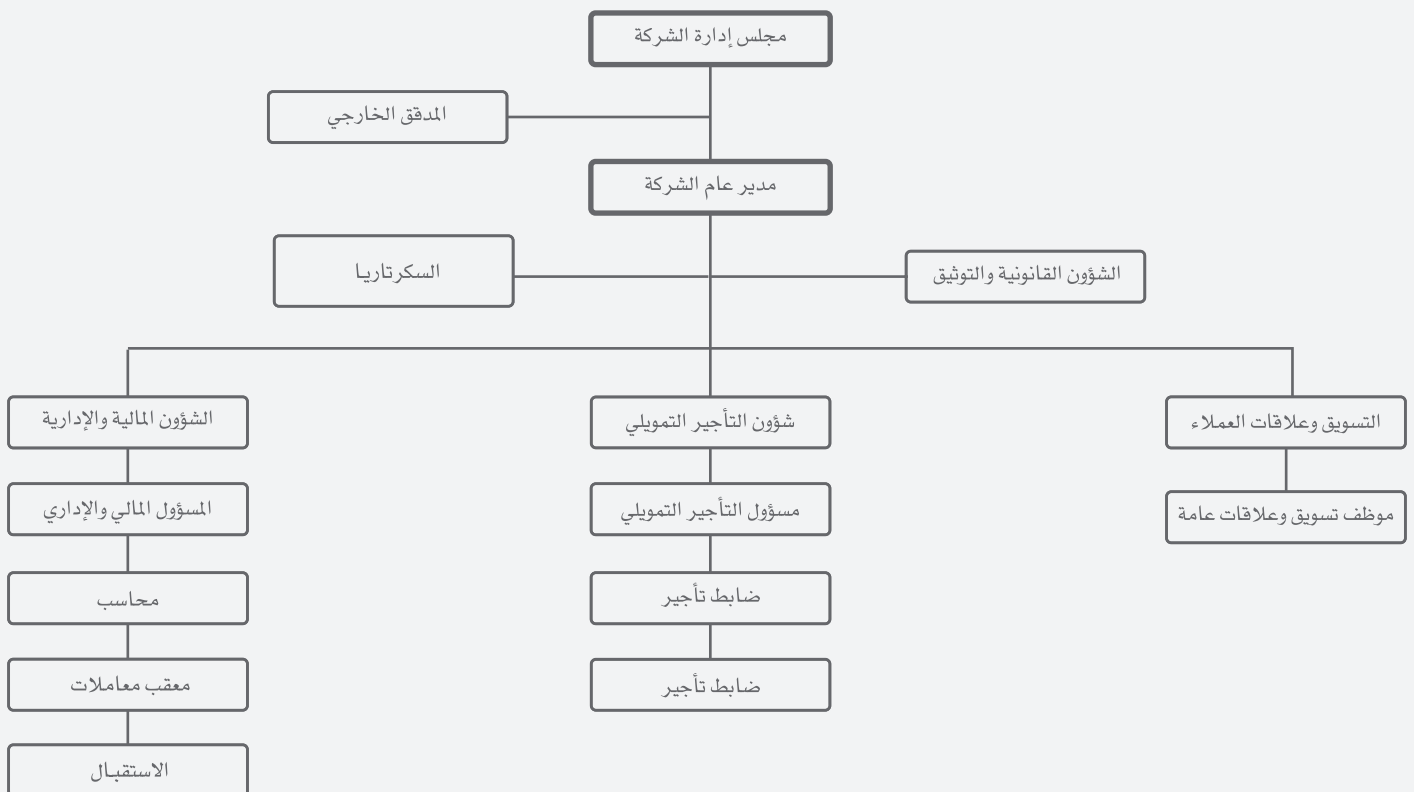 مجلس إدارة الشركة
المدقق الخارجي
مدير عام الشركة
الشؤون القانونية والتوثيق
السكرتاريا
التسويق وعلاقات العملاء
موظف تسويق وعلاقات عامة
شؤون التأجير التمويلي
مسؤول التأجير التمويلي
ضابط تأجير
ضابط تأجير
الشؤون المالية والإدارية
المسؤول المالي والإداري
محاسب
معقب معاملات
الاستقبال